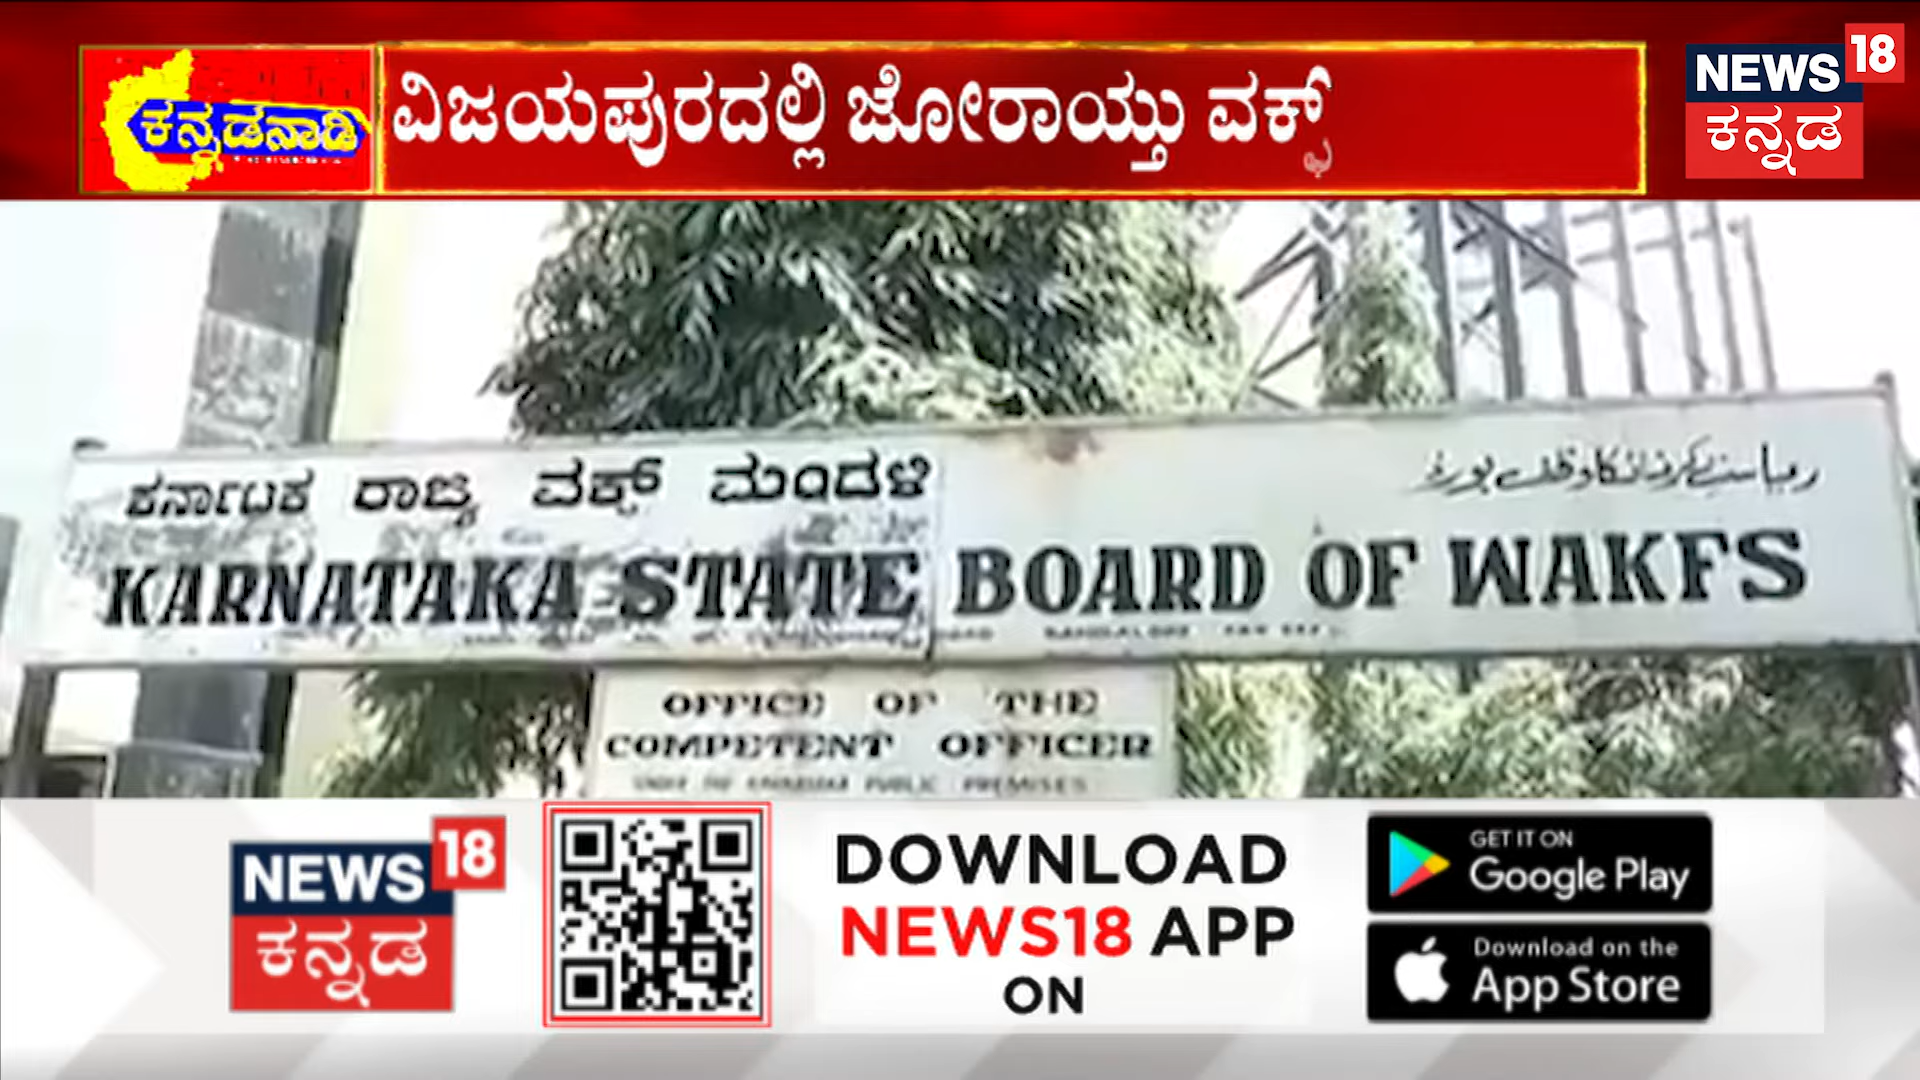 ಕನ್ನಡನಾಡಿ
ವಿಜಯಪುರದಲ್ಲಿ ಜೋರಾಯ್ತು ವಕ್ಫ್
NEWS 18
ಕನ್ನಡ
ಕರ್ನಾಟಕ ರಾಜ್ಯ ವಕ್ಫ್ ಮಂಡಳಿ
KARNATAKA STATE BOARD OF WAKFS
OFFICE OF THE
COMPETENT OFFICER
PUBLIC PREMISES
NEWS 18
ಕನ್ನಡ
DOWNLOAD
NEWS18 APP
ON
GET IT ON
Google Play
Download on the
App Store